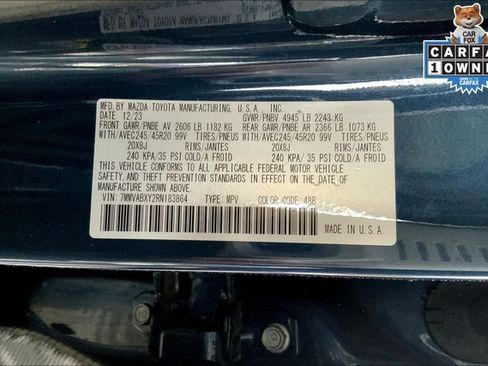 MFD. BY MAZDA TOYOTA MANUFACTURING, U.S.A., INC.
DATE 12/23 GVWR/PNBV 4945 LB 2243 KG
FRONT GAWR/PNBE AV 2606 LB 1182 KG REAR GAWR/PNBE AR 2366 LB 1073 KG
WITH/AVEC245/45R20 99V TIRES/PNEUS WITH/AVEC245/45R20 99V TIRES/PNEUS
20X8J RIMS/JANTES 20X8J RIMS/JANTES
240 KPA/35 PSI COLD/A FROID 240 KPA/35 PSI COLD/A FROID
THIS VEHICLE CONFORMS TO ALL APPLICABLE FEDERAL MOTOR VEHICLE
SAFETY, AND THEFT PREVENTION STANDARDS IN EFFECT ON THE DATE OF
MANUFACTURE SHOWN ABOVE.
VIN: 7MMVABXY2RN183864 TYPE: MPV COLOR CODE: 48B
MADE IN U.S.A.
CAR
FOX
CARFAX
1 OWNER